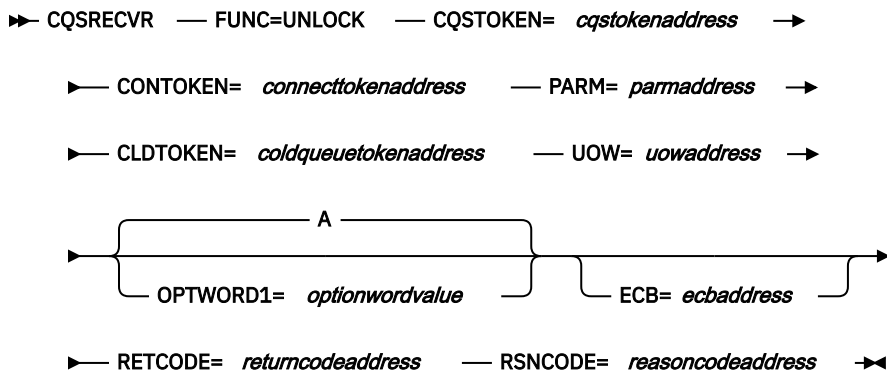 CQSRECVR FUNC=UNLOCK CQSTOKEN= cqstokenaddress
CONTOKEN= connecttokenaddress PARM= parmaddress
CLDTOKEN= coldqueuetokenaddress UOW= uowaddress
A
OPTWORD1= optionwordvalue ECB= ecbaddress
RETCODE= returncodeaddress RSNCODE= reasoncodeaddress